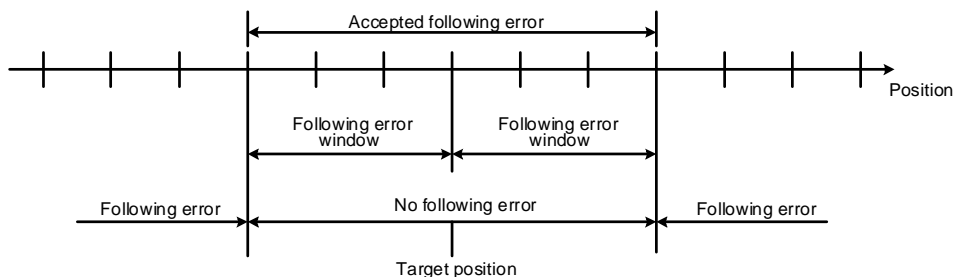 Accepted following error
Position
Following error
window
Following error
window
Following error
No following error
Following error
Target position